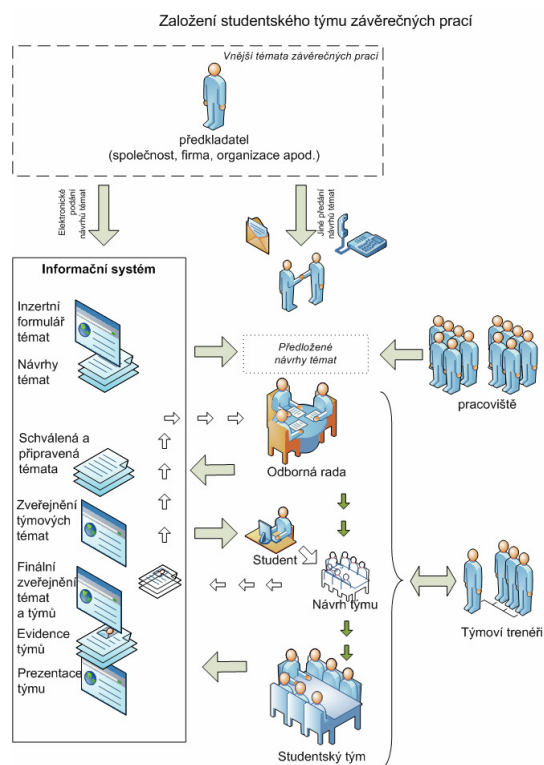 Založení studentského týmu závěrečných prací
Vnější témata závěrečných prací
předkladatel
(společnost, firma, organizace apod.)
Elektronické
podání
návrhů témat
Jiné předání
návrhů témat
Informační systém
Inzertní
formulář
témat
Návrhy
témat
Předložené
návrhy témat
pracoviště
Odborná rada
Schválená a
připravená
témata
Zveřejnění
týmových
témat
Student
Návrh týmu
Finální
zveřejnění
témat
a týmů
Týmoví trenéři
Evidence
týmů
Prezentace
týmu
Studentský tým